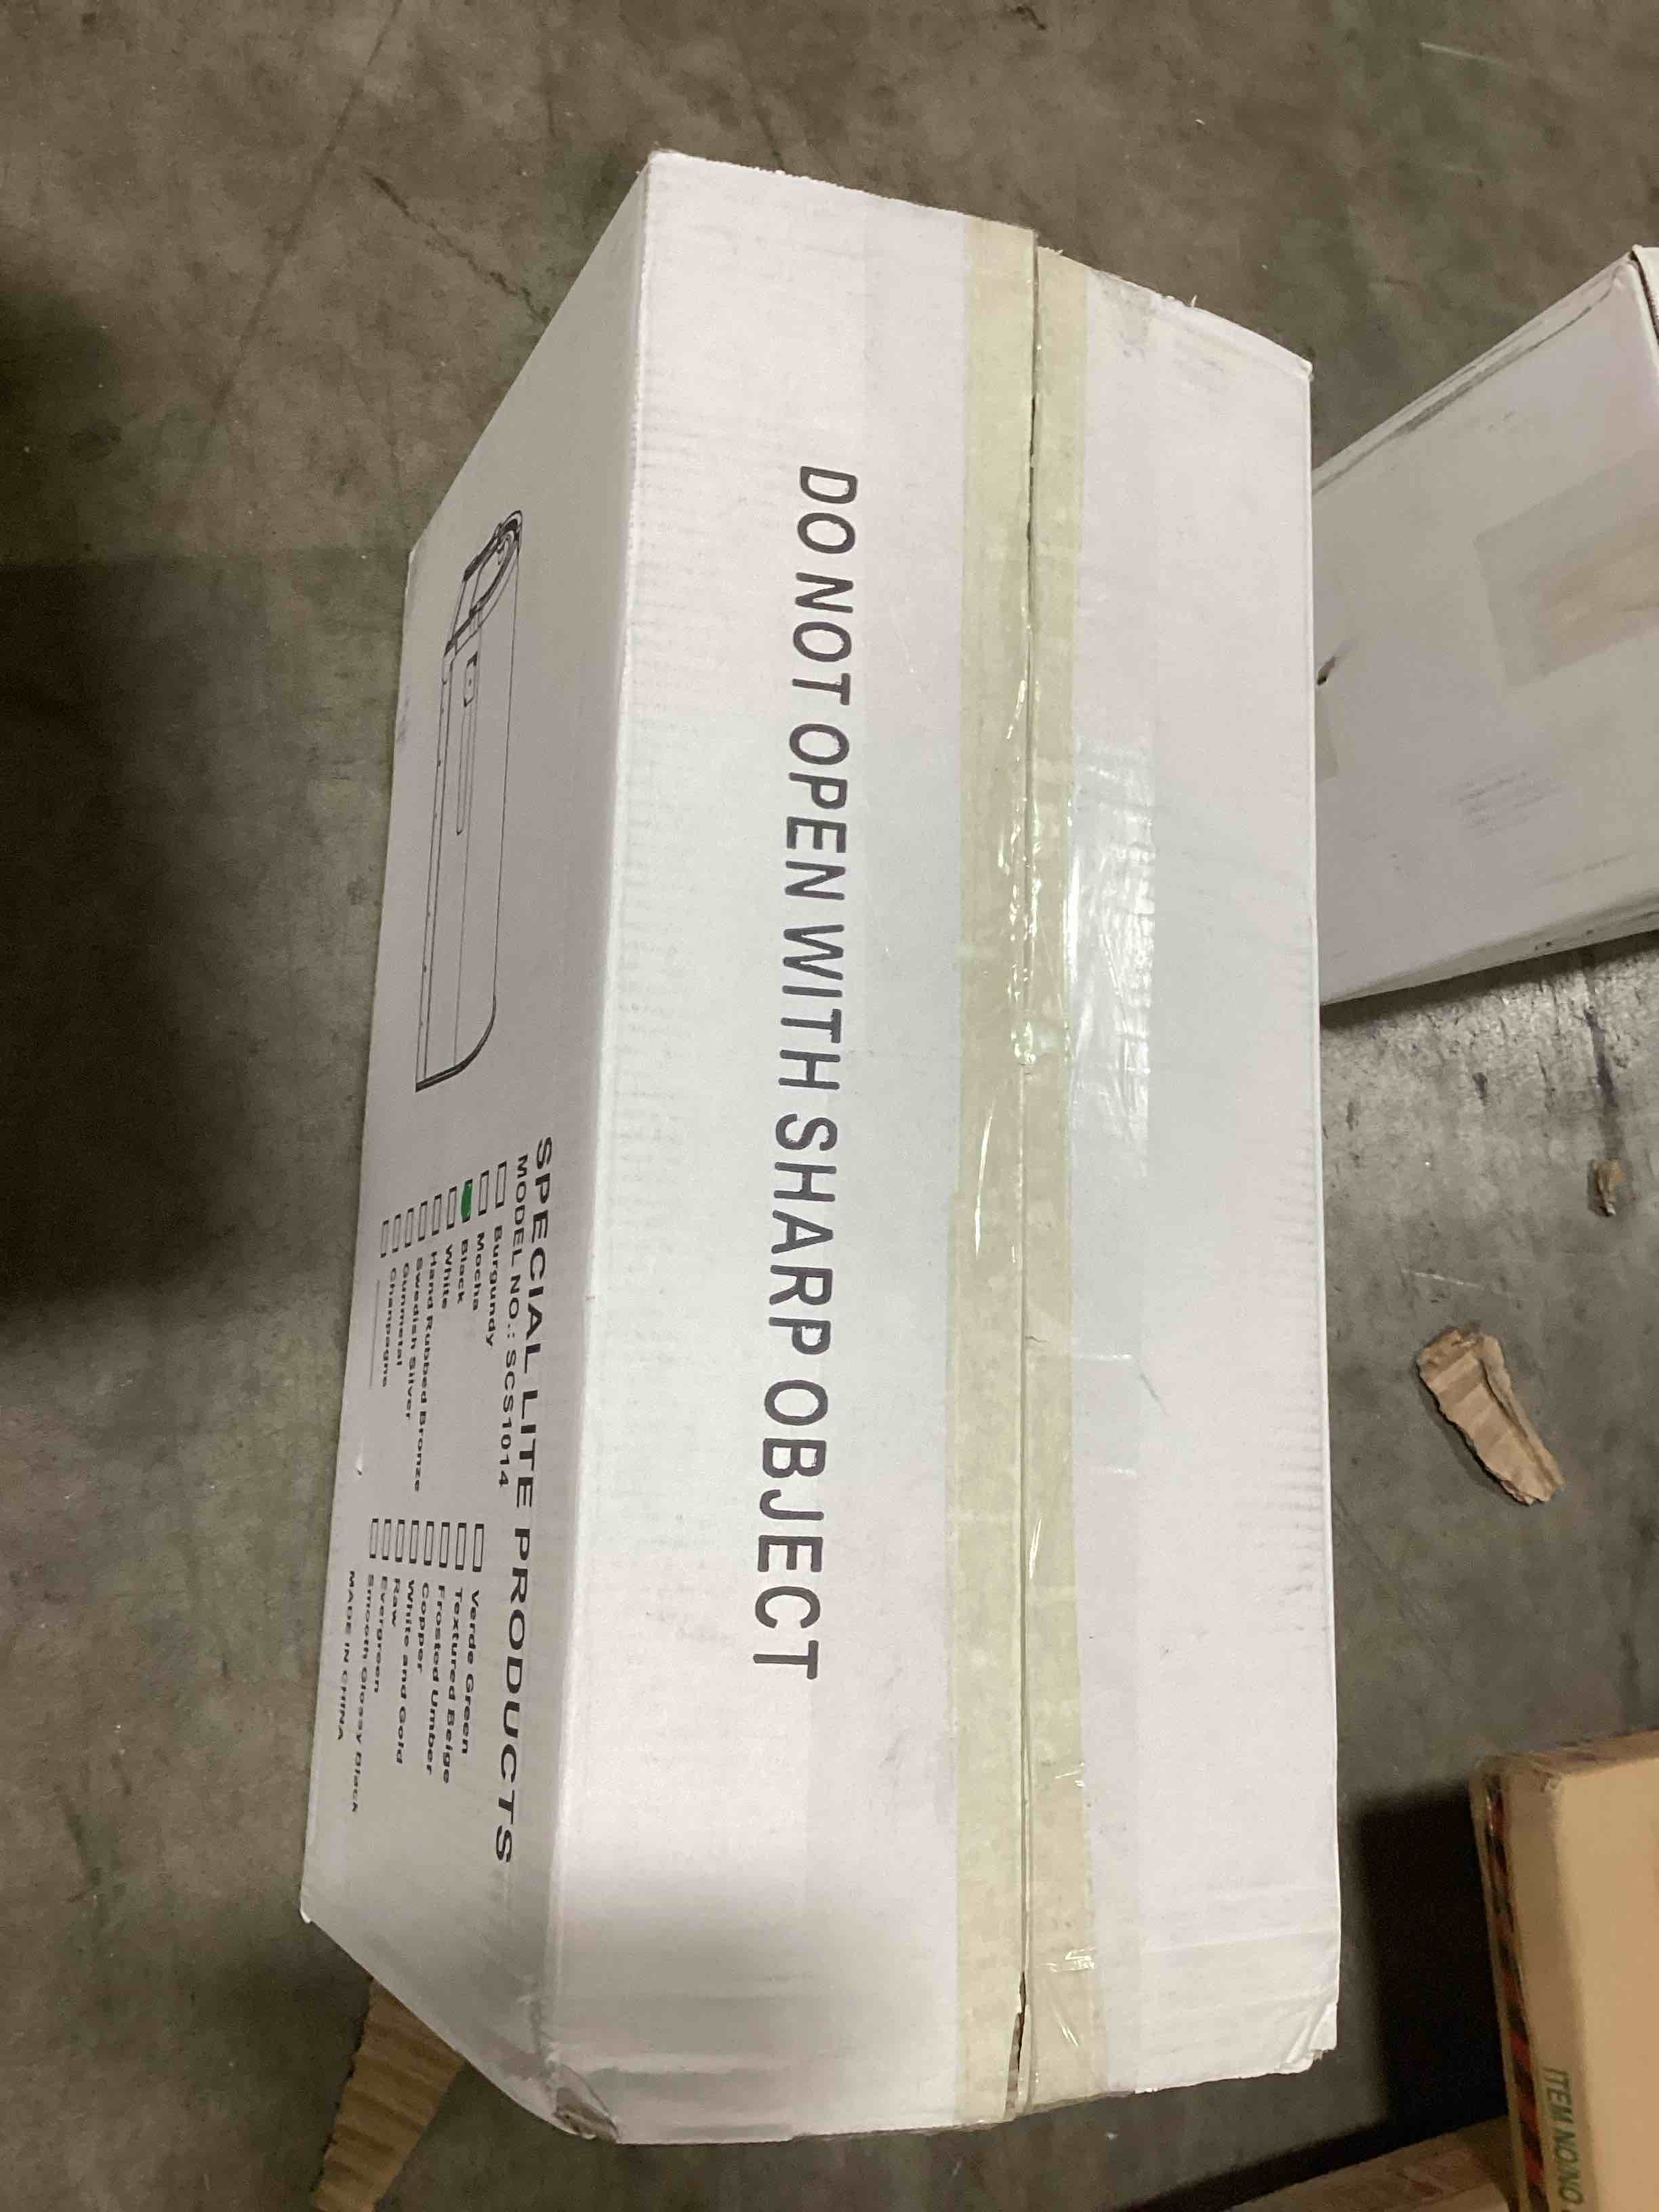 DO NOT OPEN WITH SHARP OBJECT
SPECIAL LITE PRODUCTS
MODEL NO.: SCS1014
Burgundy
Mocha
Black
White
Hand Rubbed Bronze
Swedish Silver
Gunmetal
Champagne
Verde Green
Textured Beige
Frosted Umber
Copper
White and Gold
Raw
Evergreen
Smooth Glossy Black
MADE IN CHINA
ITEM NO:NO